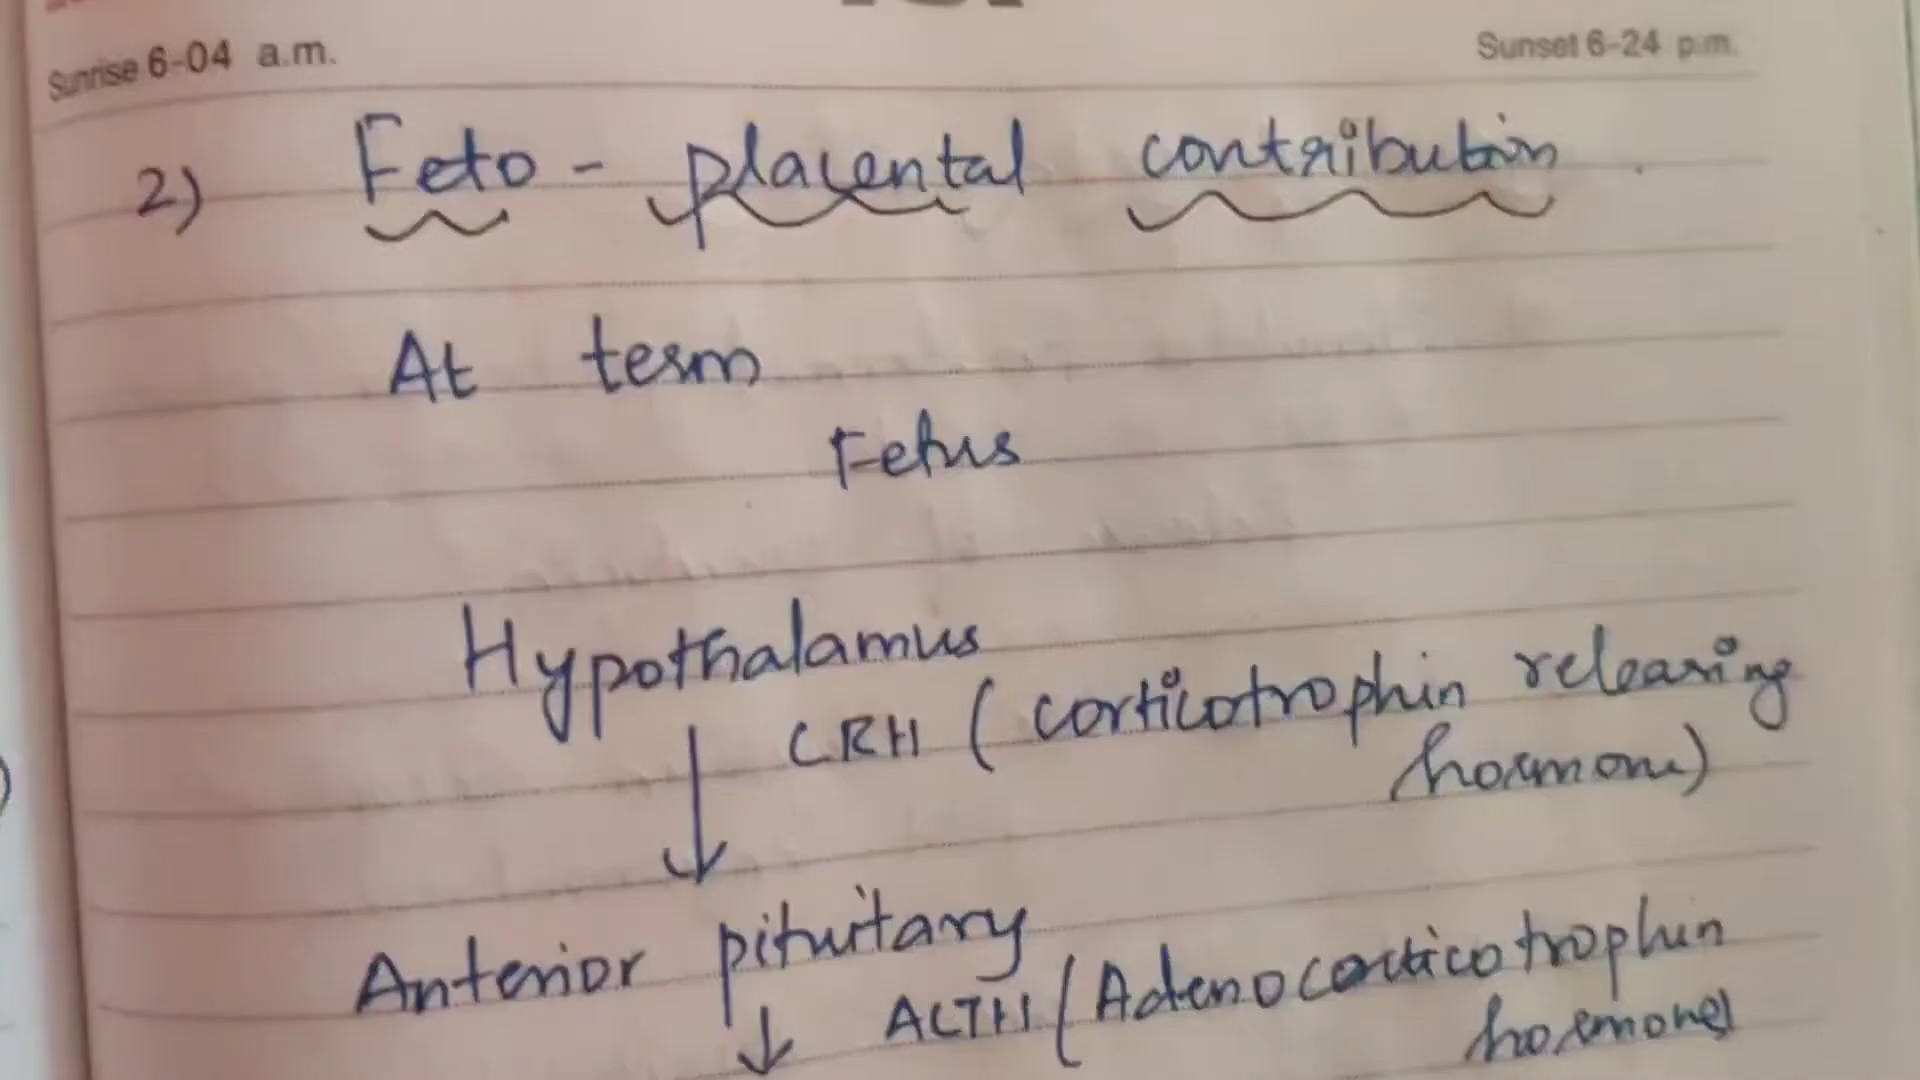 Sunrise 6-04 a.m.
Sunset 6-24 p.m.
2) Feto - placental contribution.
At term
Fetus
Hypothalamus
CRH (corticotrophin releasing
hormone)
Anterior pituitary
ACTH (Adenocorticotrophin
hormone)